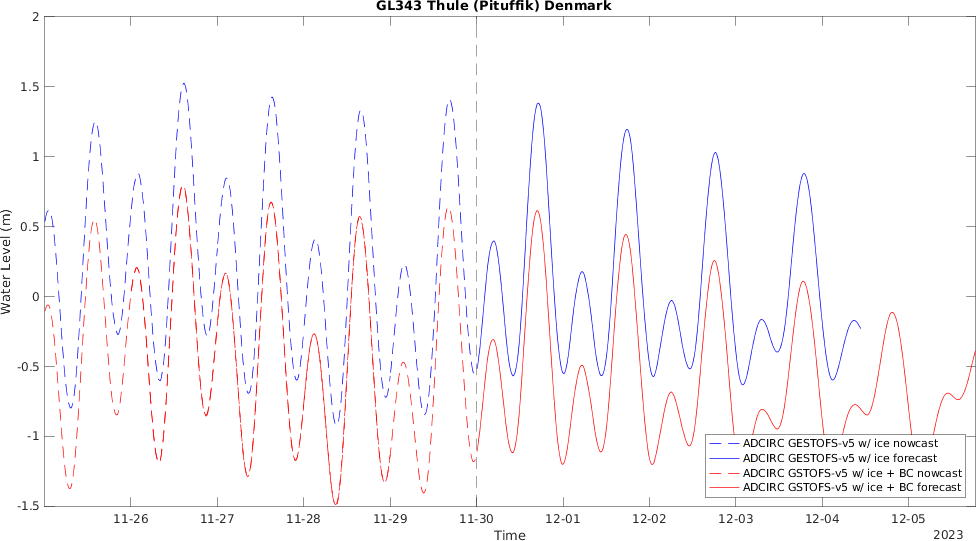 GL343 Thule (Pituffik) Denmark
2
1.5
1
0.5
0
-0.5
-1
-1.5
Water Level (m)
11-26 11-27 11-28 11-29 11-30 12-01 12-02 12-03 12-04 12-05
Time
2023
ADCIRC GESTOFS-v5 w/ ice nowcast
ADCIRC GESTOFS-v5 w/ ice forecast
ADCIRC GSTOFS-v5 w/ ice + BC nowcast
ADCIRC GSTOFS-v5 w/ ice + BC forecast